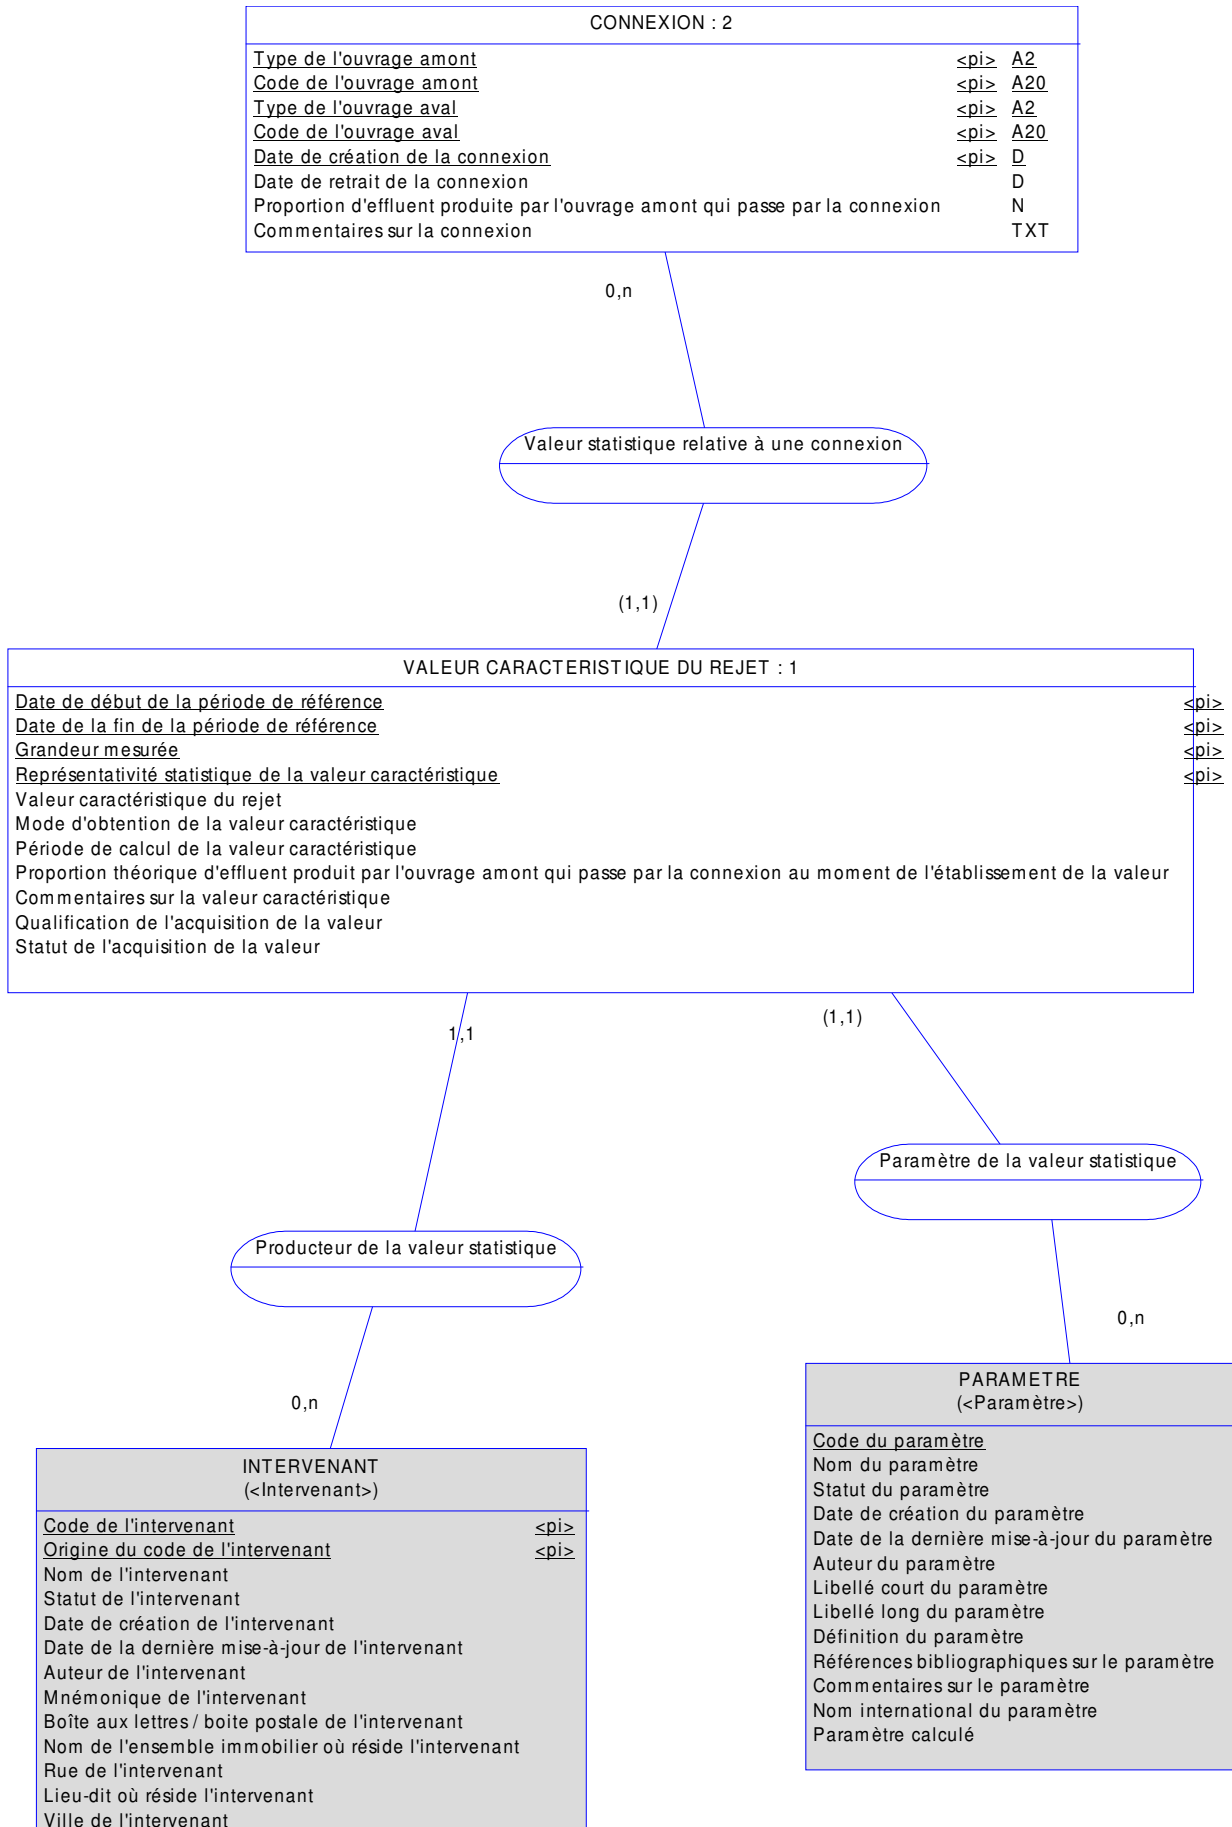 CONNEXION : 2
Type de l'ouvrage amont <pi> A2
Code de l'ouvrage amont <pi> A20
Type de l'ouvrage aval <pi> A2
Code de l'ouvrage aval <pi> A20
Date de création de la connexion <pi> D
Date de retrait de la connexion D
Proportion d'effluent produite par l'ouvrage amont qui passe par la connexion N
Commentaires sur la connexion TXT
0,n
Valeur statistique relative à une connexion
(1,1)
VALEUR CARACTERISTIQUE DU REJET : 1
Date de début de la période de référence <pi>
Date de la fin de la période de référence <pi>
Grandeur mesurée <pi>
Représentativité statistique de la valeur caractéristique <pi>
Valeur caractéristique du rejet
Mode d'obtention de la valeur caractéristique
Période de calcul de la valeur caractéristique
Proportion théorique d'effluent produit par l'ouvrage amont qui passe par la connexion au moment de l'établissement de la valeur
Commentaires sur la valeur caractéristique
Qualification de l'acquisition de la valeur
Statut de l'acquisition de la valeur
1,1
(1,1)
Paramètre de la valeur statistique
Producteur de la valeur statistique
0,n
0,n
PARAMETRE
(<Paramètre>)
Code du paramètre
Nom du paramètre
Statut du paramètre
Date de création du paramètre
Date de la dernière mise-à-jour du paramètre
Auteur du paramètre
Libellé court du paramètre
Libellé long du paramètre
Définition du paramètre
Références bibliographiques sur le paramètre
Commentaires sur le paramètre
Nom international du paramètre
Paramètre calculé
INTERVENANT
(<Intervenant>)
Code de l'intervenant <pi>
Origine du code de l'intervenant <pi>
Nom de l'intervenant
Statut de l'intervenant
Date de création de l'intervenant
Date de la dernière mise-à-jour de l'intervenant
Auteur de l'intervenant
Mnémonique de l'intervenant
Boîte aux lettres / boite postale de l'intervenant
Nom de l'ensemble immobilier où réside l'intervenant
Rue de l'intervenant
Lieu-dit où réside l'intervenant
Ville de l'intervenant